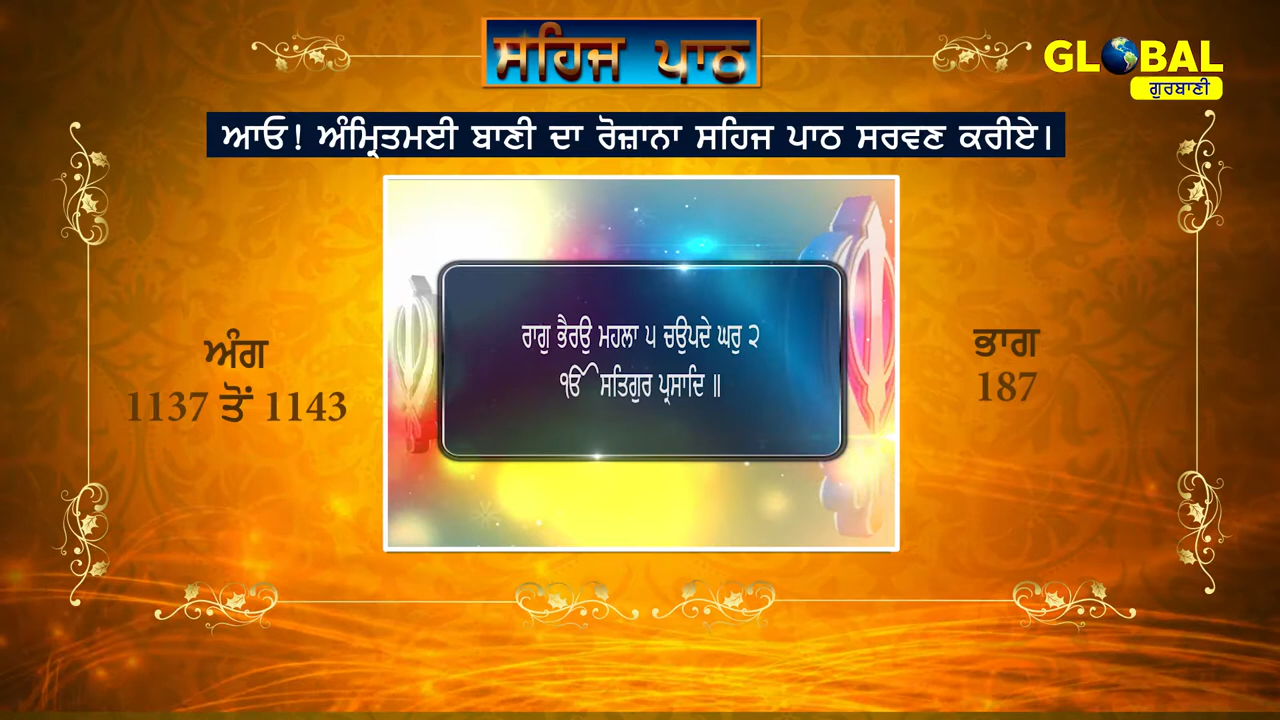 ਸਹਿਜ ਪਾਠ
GLOBAL
ਗੁਰਬਾਣੀ
ਆਓ! ਅੰਮ੍ਰਿਤਮਈ ਬਾਣੀ ਦਾ ਰੋਜ਼ਾਨਾ ਸਹਿਜ ਪਾਠ ਸਰਵਣ ਕਰੀਏ।
ਰਾਗੁ ਭੈਰਉ ਮਹਲਾ ੫ ਚਉਪਦੇ ਘਰੁ ੨
ੴ ਸਤਿਗੁਰ ਪ੍ਰਸਾਦਿ ॥
ਅੰਗ
1137 ਤੋਂ 1143
ਭਾਗ
187